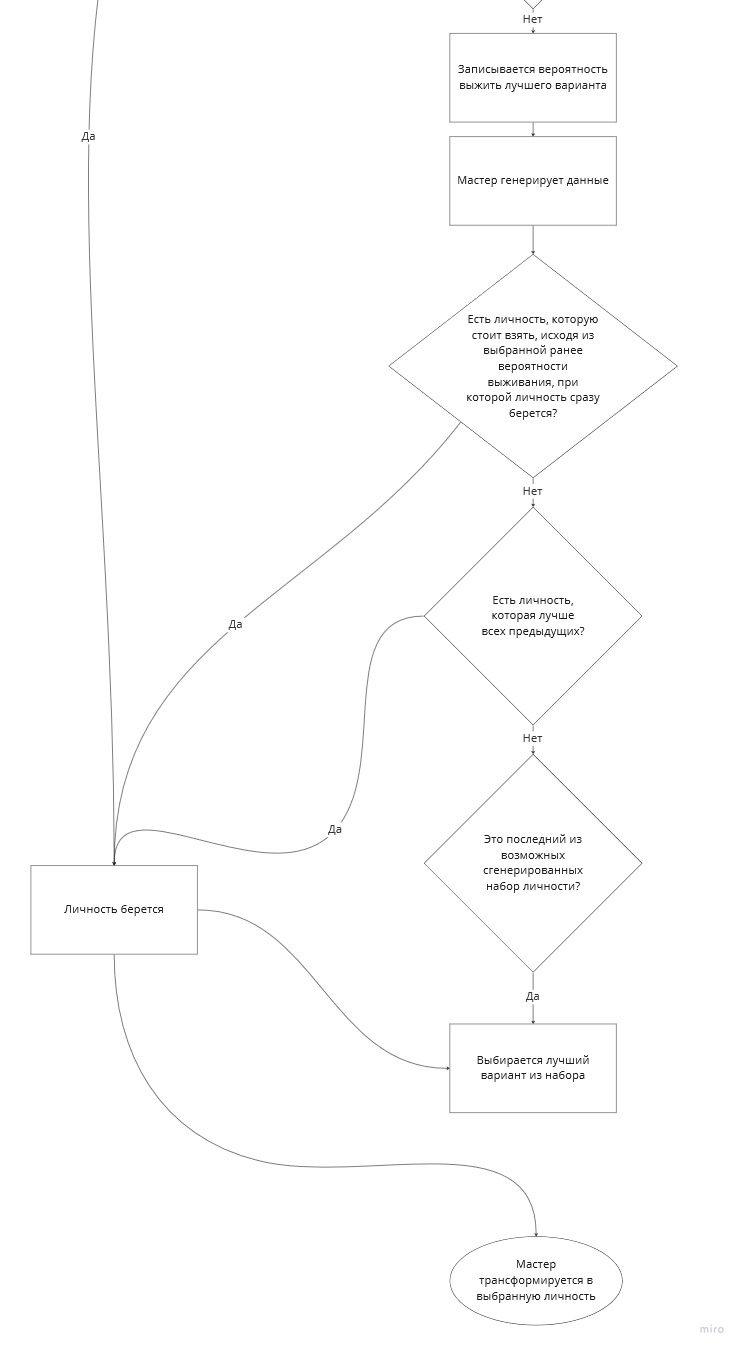 Нет
Записывается вероятность
выжить лучшего варианта
Да
Мастер генерирует данные
Есть личность, которую
стоит взять, исходя из
выбранной ранее
вероятности
выживания, при
которой личность сразу
берется?
Нет
Есть личность,
которая лучше
всех предыдущих?
Да
Нет
Да
Это последний из
возможных
сгенерированных
набор личности?
Личность берется
Да
Выбирается лучший
вариант из набора
Мастер
трансформируется в
выбранную личность
miro